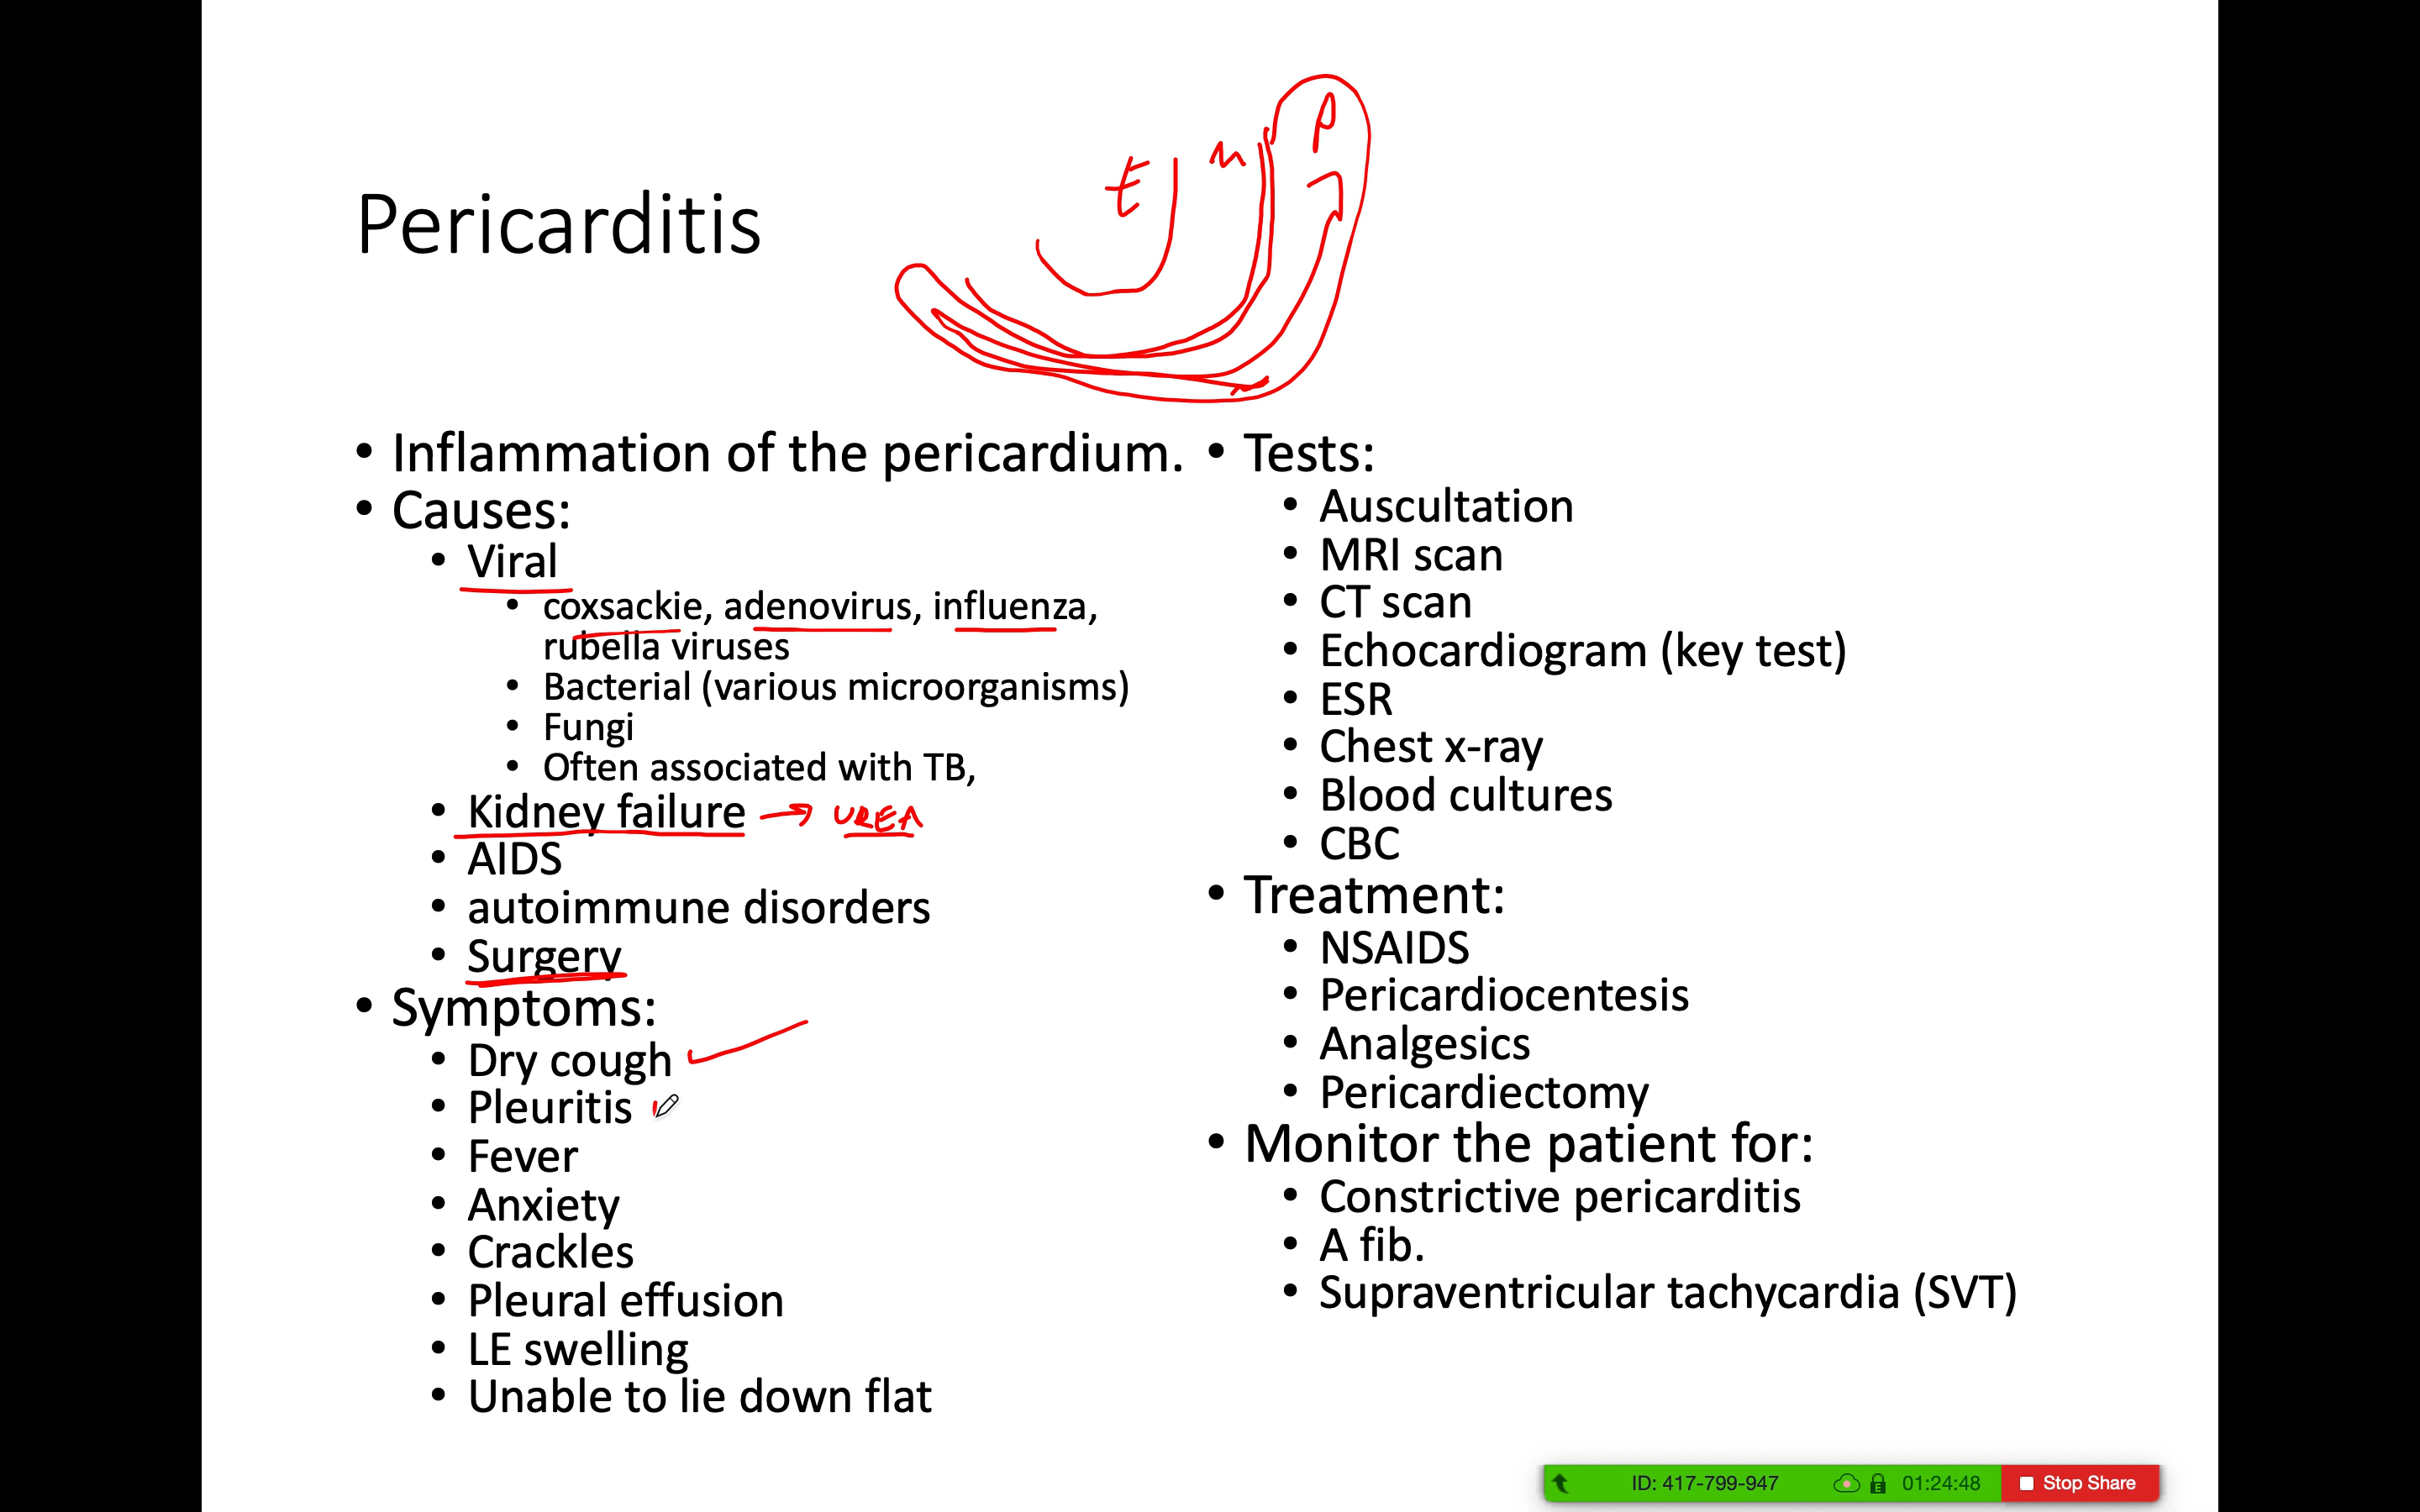 E
M
P
Pericarditis
• Inflammation of the pericardium.
• Causes:
• Viral
• coxsackie, adenovirus, influenza,
rubella viruses
• Bacterial (various microorganisms)
• Fungi
• Often associated with TB,
• Kidney failure → UREA
• AIDS
• autoimmune disorders
• Surgery
• Symptoms:
• Dry cough
• Pleuritis
• Fever
• Anxiety
• Crackles
• Pleural effusion
• LE swelling
• Unable to lie down flat
• Tests:
• Auscultation
• MRI scan
• CT scan
• Echocardiogram (key test)
• ESR
• Chest x-ray
• Blood cultures
• CBC
• Treatment:
• NSAIDS
• Pericardiocentesis
• Analgesics
• Pericardiectomy
• Monitor the patient for:
• Constrictive pericarditis
• A fib.
• Supraventricular tachycardia (SVT)
ID: 417-799-947 E 01:24:48 Stop Share